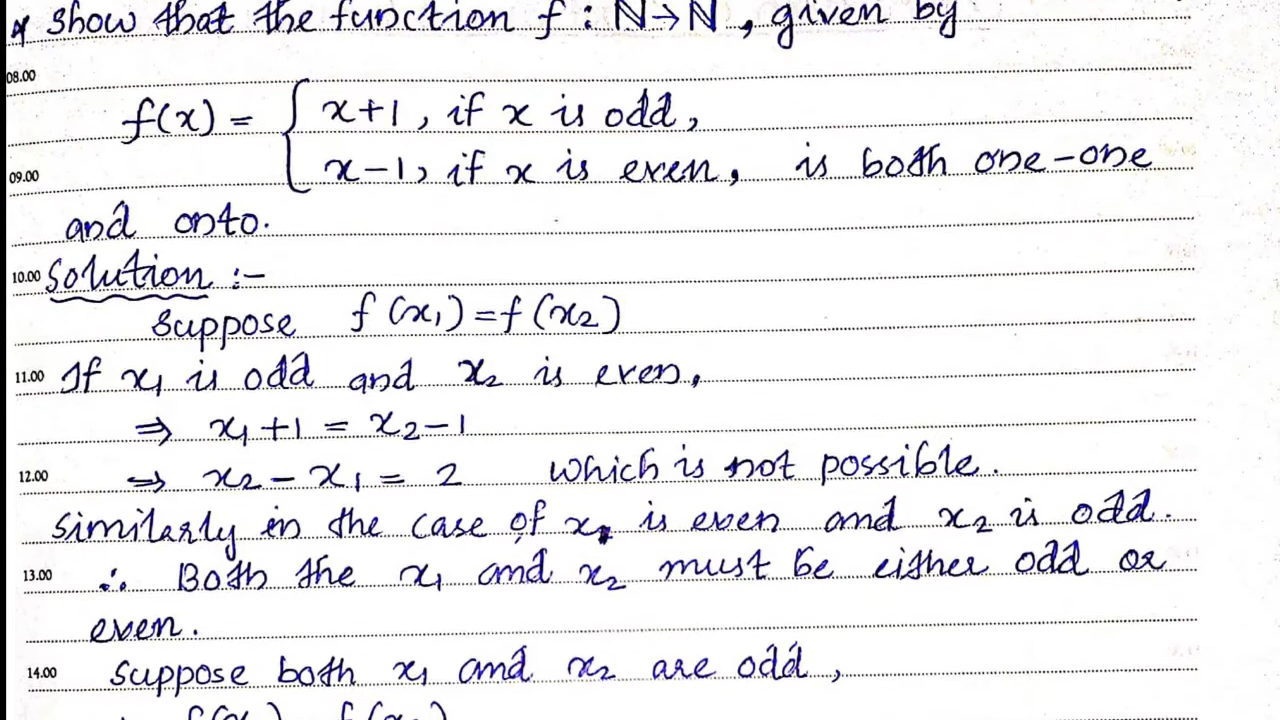 * Show that the function f : ℕ→ℕ, given by
08.00
f(x) = { x+1, if x is odd,
09.00 x-1, if x is even, is both one-one
and onto.
10.00 Solution :-
Suppose f(x₁) = f(x₂)
11.00 If x₁ is odd and x₂ is even,
⇒ x₁+1 = x₂-1
12.00 ⇒ x₂ - x₁ = 2 which is not possible.
Similarly in the case of x₁ is even and x₂ is odd.
13.00 ∴ Both the x₁ and x₂ must be either odd or
even.
14.00 Suppose both x₁ and x₂ are odd,
f(x₁) = f(x₂)